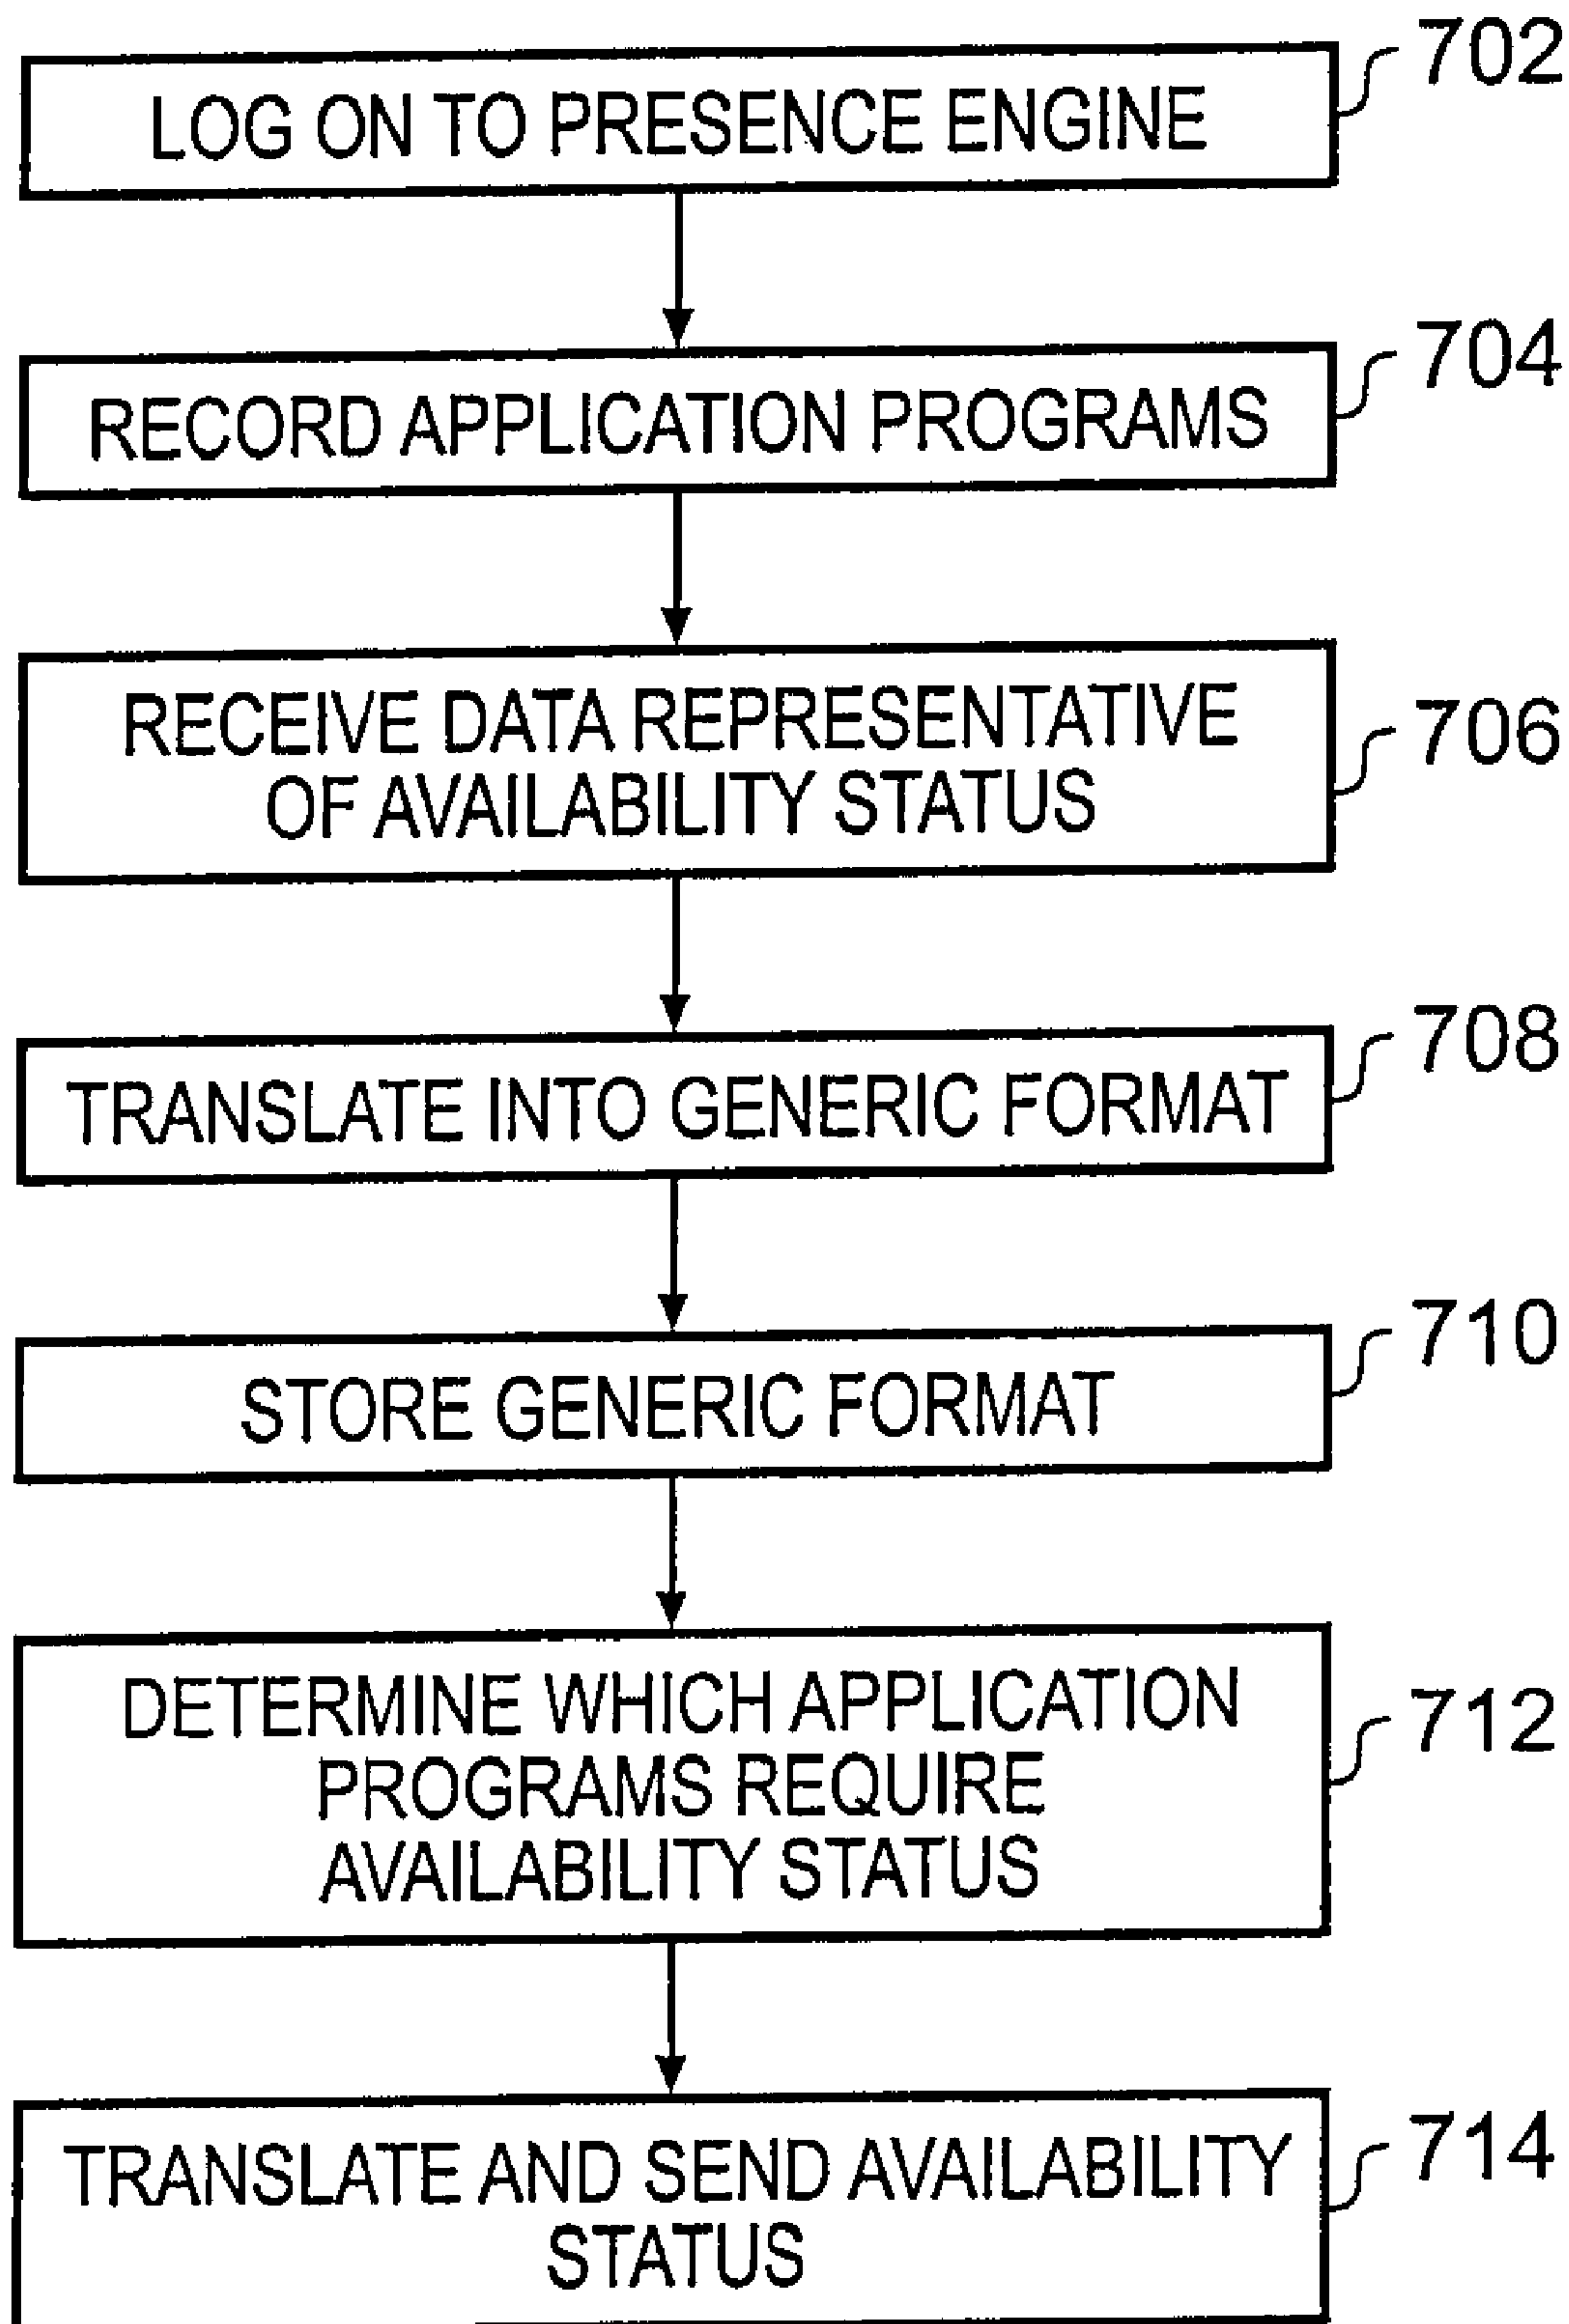 702
LOG ON TO PRESENCE ENGINE
704
RECORD APPLICATION PROGRAMS
706
RECEIVE DATA REPRESENTATIVE
OF AVAILABILITY STATUS
708
TRANSLATE INTO GENERIC FORMAT
710
STORE GENERIC FORMAT
712
DETERMINE WHICH APPLICATION
PROGRAMS REQUIRE
AVAILABILITY STATUS
714
TRANSLATE AND SEND AVAILABILITY
STATUS